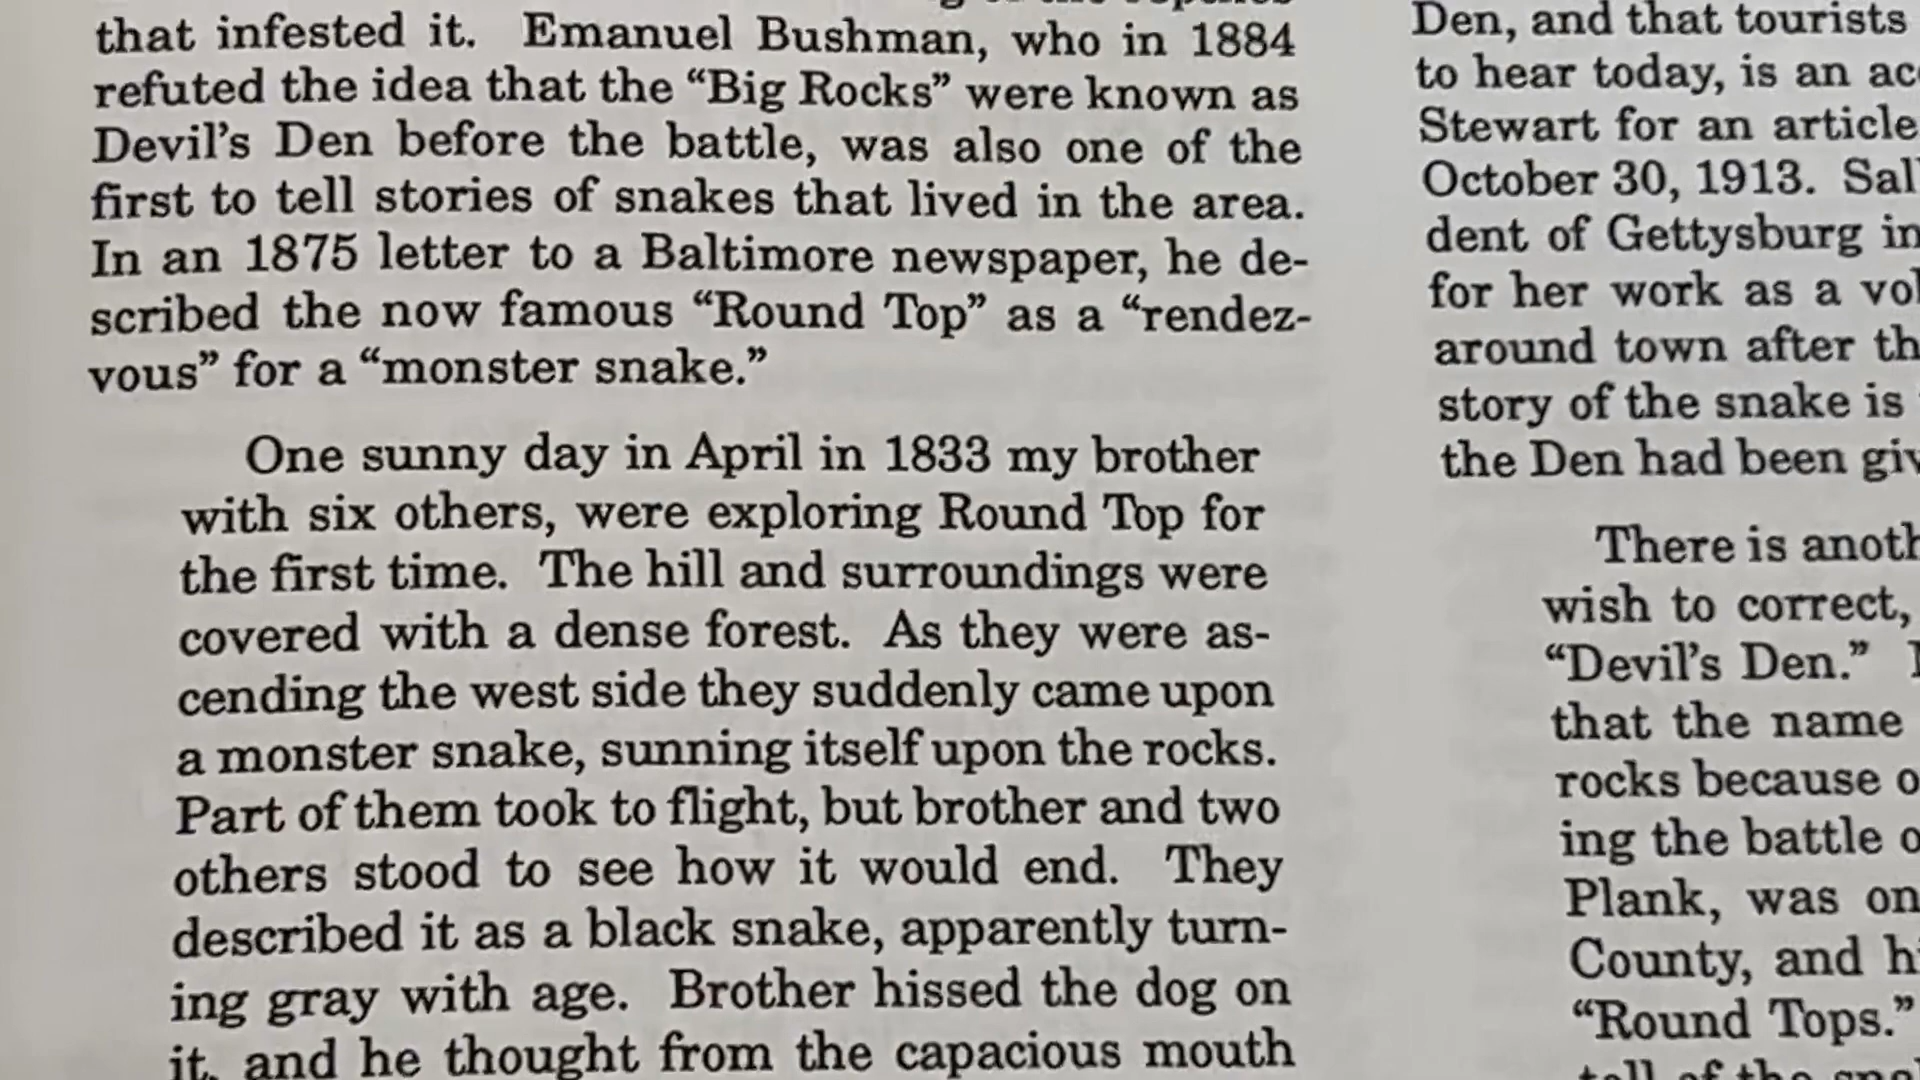 that infested it. Emanuel Bushman, who in 1884
refuted the idea that the “Big Rocks” were known as
Devil’s Den before the battle, was also one of the
first to tell stories of snakes that lived in the area.
In an 1875 letter to a Baltimore newspaper, he de-
scribed the now famous “Round Top” as a “rendez-
vous” for a “monster snake.”
One sunny day in April in 1833 my brother
with six others, were exploring Round Top for
the first time. The hill and surroundings were
covered with a dense forest. As they were as-
cending the west side they suddenly came upon
a monster snake, sunning itself upon the rocks.
Part of them took to flight, but brother and two
others stood to see how it would end. They
described it as a black snake, apparently turn-
ing gray with age. Brother hissed the dog on
it, and he thought from the capacious mouth
Den, and that tourists
to hear today, is an
Stewart for an article
October 30, 1913.
dent of Gettysburg in
for her work as a
around town after
story of the snake is
the Den had been
There is
wish to correct,
“Devil’s Den.”
that the name
rocks because
ing the battle
Plank, was
County, and
“Round Tops.”